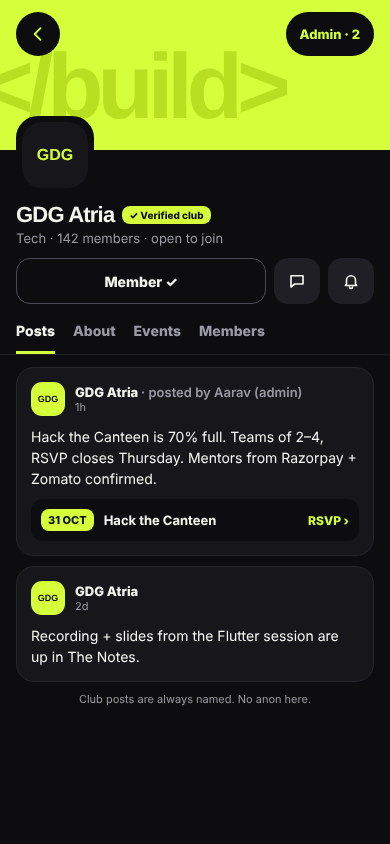 Admin · 2
</build>
GDG
GDG Atria ✓ Verified club
Tech · 142 members · open to join
Member ✓
Posts About Events Members
GDG GDG Atria · posted by Aarav (admin)
1h
Hack the Canteen is 70% full. Teams of 2–4,
RSVP closes Thursday. Mentors from Razorpay +
Zomato confirmed.
31 OCT Hack the Canteen RSVP ›
GDG GDG Atria
2d
Recording + slides from the Flutter session are
up in The Notes.
Club posts are always named. No anon here.